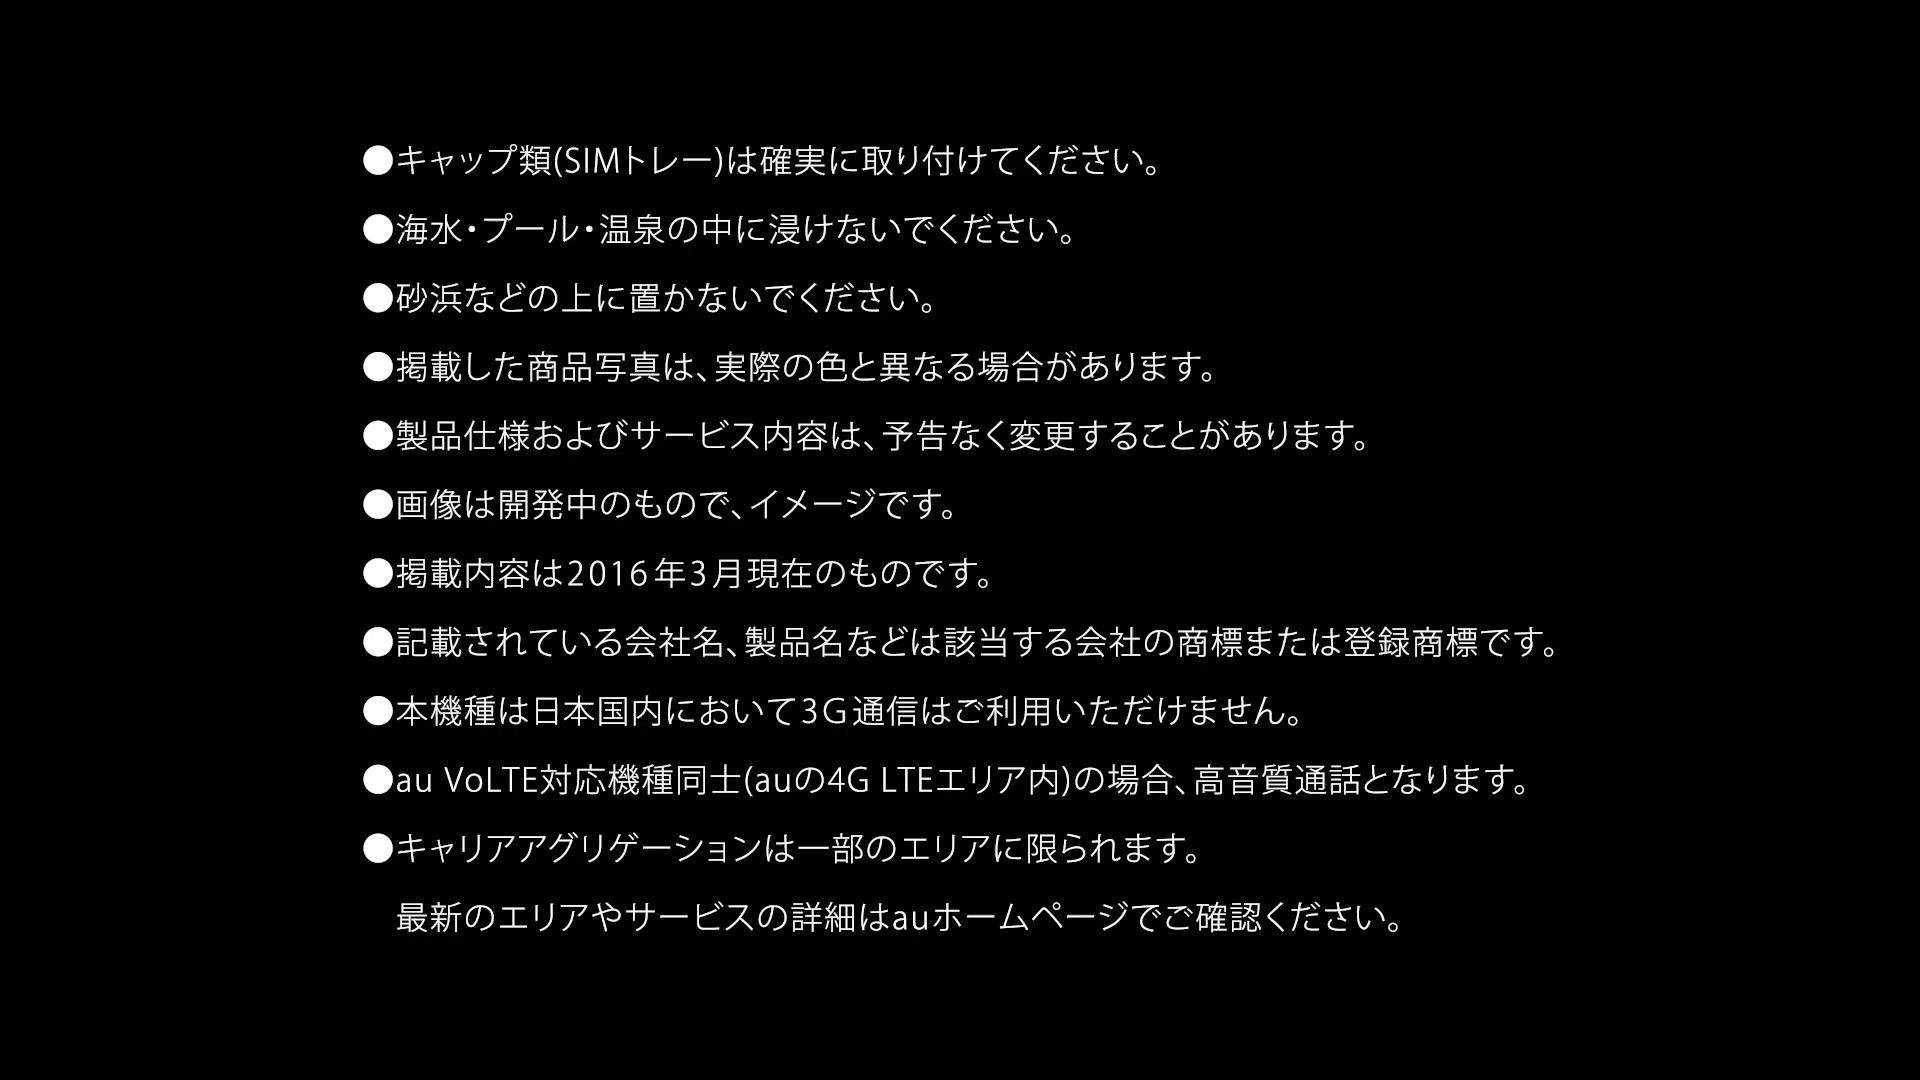 ●キャップ類(SIMトレー)は確実に取り付けてください。
●海水・プール・温泉の中に浸けないでください。
●砂浜などの上に置かないでください。
●掲載した商品写真は、実際の色と異なる場合があります。
●製品仕様およびサービス内容は、予告なく変更することがあります。
●画像は開発中のもので、イメージです。
●掲載内容は2016年3月現在のものです。
●記載されている会社名、製品名などは該当する会社の商標または登録商標です。
●本機種は日本国内において3G通信はご利用いただけません。
●au VoLTE対応機種同士(auの4G LTEエリア内)の場合、高音質通話となります。
●キャリアアグリゲーションは一部のエリアに限られます。
最新のエリアやサービスの詳細はauホームページでご確認ください。